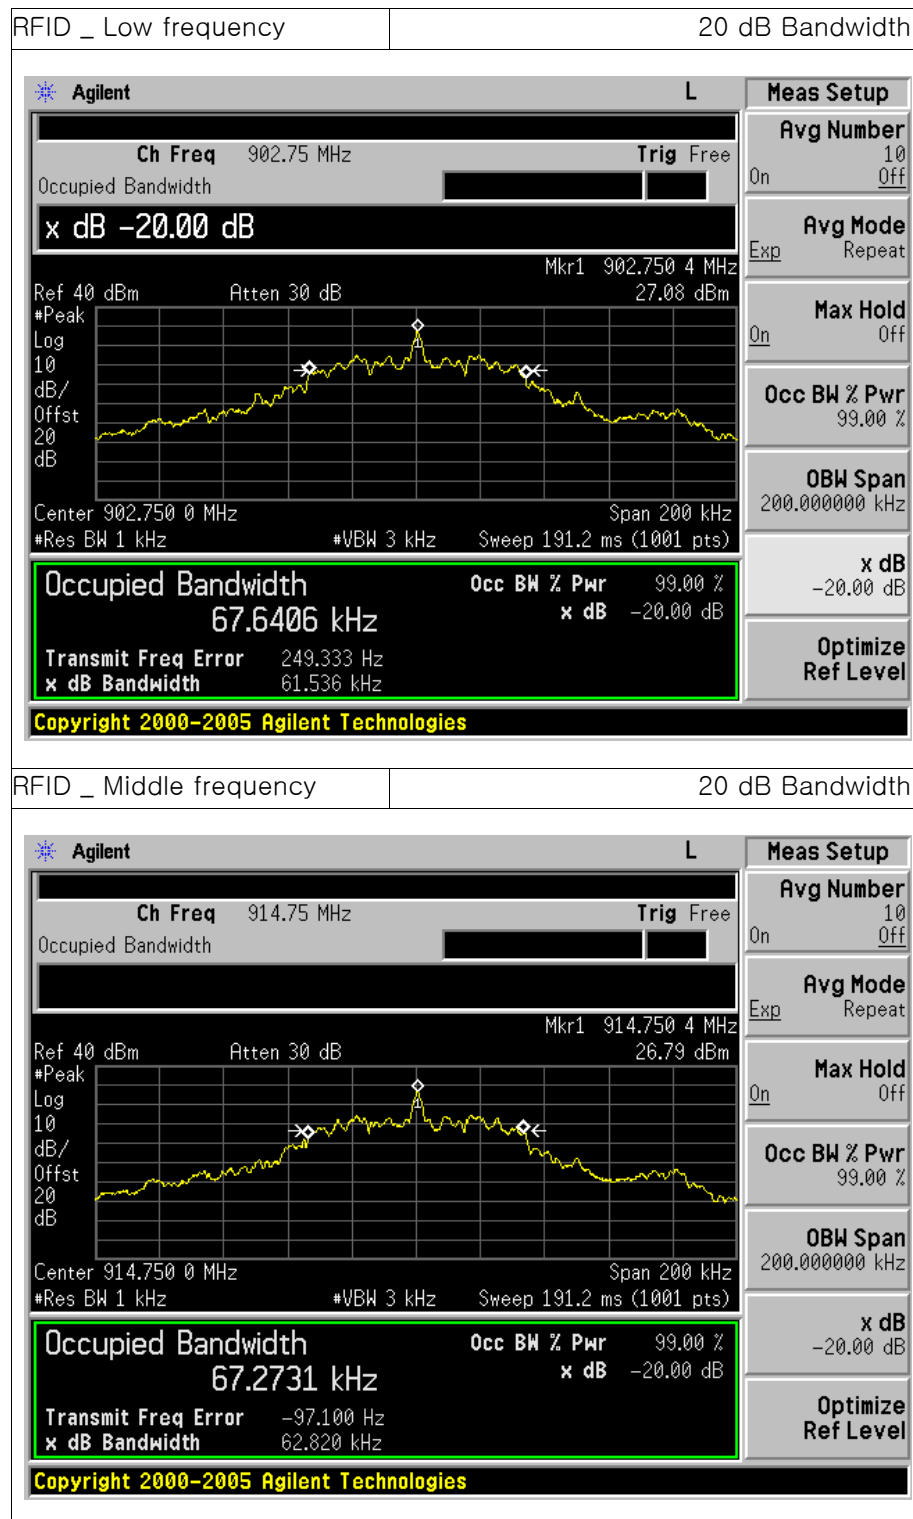 RFID _ Low frequency 20 dB Bandwidth
Agilent L Meas Setup
Ch Freq 902.75 MHz Trig Free
Occupied Bandwidth
x dB -20.00 dB
Mkr1 902.750 4 MHz
Ref 40 dBm Atten 30 dB 27.08 dBm
#Peak
Log
10
dB/
Offst
20
dB
1
Center 902.750 0 MHz Span 200 kHz
#Res BW 1 kHz #VBW 3 kHz Sweep 191.2 ms (1001 pts)
Occupied Bandwidth Occ BW % Pwr 99.00 %
67.6406 kHz x dB -20.00 dB
Transmit Freq Error 249.333 Hz
x dB Bandwidth 61.536 kHz
Copyright 2000-2005 Agilent Technologies
Avg Number
10
On Off
Avg Mode
Exp Repeat
Max Hold
On Off
Occ BW % Pwr
99.00 %
OBW Span
200.000000 kHz
x dB
-20.00 dB
Optimize
Ref Level
RFID _ Middle frequency 20 dB Bandwidth
Agilent L Meas Setup
Ch Freq 914.75 MHz Trig Free
Occupied Bandwidth
Mkr1 914.750 4 MHz
Ref 40 dBm Atten 30 dB 26.79 dBm
#Peak
Log
10
dB/
Offst
20
dB
1
Center 914.750 0 MHz Span 200 kHz
#Res BW 1 kHz #VBW 3 kHz Sweep 191.2 ms (1001 pts)
Occupied Bandwidth Occ BW % Pwr 99.00 %
67.2731 kHz x dB -20.00 dB
Transmit Freq Error -97.100 Hz
x dB Bandwidth 62.820 kHz
Copyright 2000-2005 Agilent Technologies
Avg Number
10
On Off
Avg Mode
Exp Repeat
Max Hold
On Off
Occ BW % Pwr
99.00 %
OBW Span
200.000000 kHz
x dB
-20.00 dB
Optimize
Ref Level